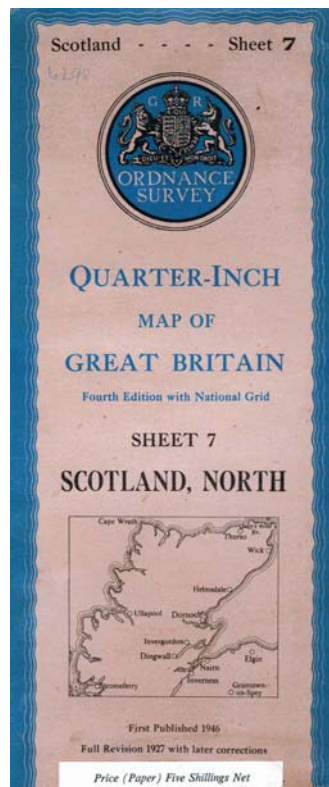 Scotland - - - - Sheet 7
6298
G R
DIEU ET MON DROIT
ORDNANCE
SURVEY
QUARTER-INCH
MAP OF
GREAT BRITAIN
Fourth Edition with National Grid
SHEET 7
SCOTLAND, NORTH
Cape Wrath
Thurso
Wick
Helmsdale
Ullapool
Dornoch
Invergordon
Dingwall
Elgin
Nairn
Inverness
Grantown-
on-Spey
Stromeferry
First Published 1946
Full Revision 1927 with later corrections
Price (Paper) Five Shillings Net